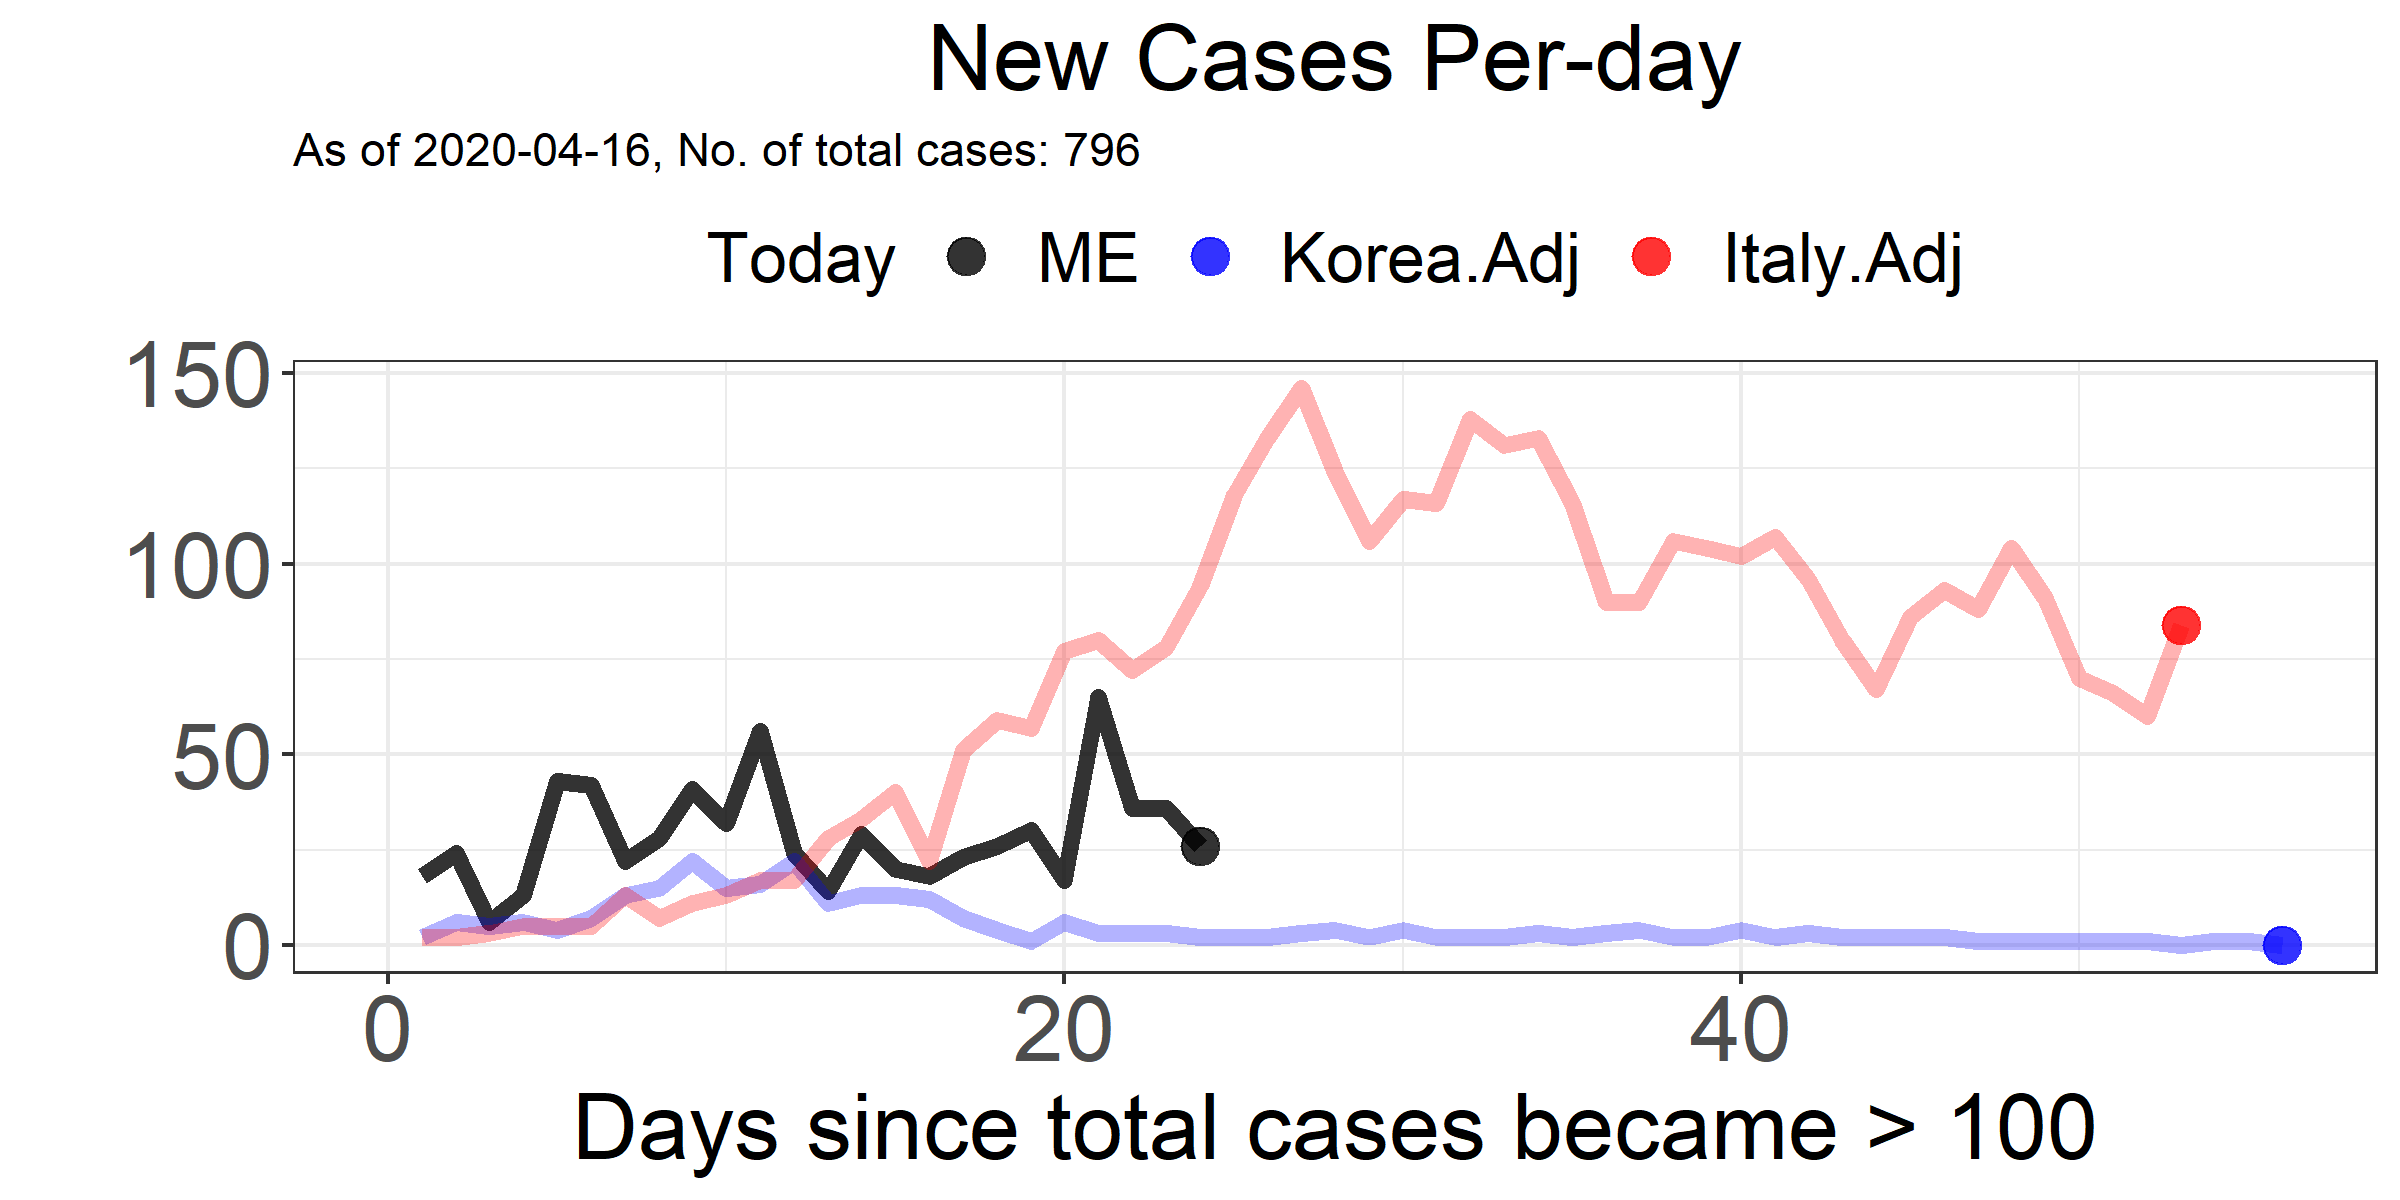 New Cases Per-day
As of 2020-04-16, No. of total cases: 796
Today ME Korea.Adj Italy.Adj
150
100
50
0
0 20 40
Days since total cases became > 100